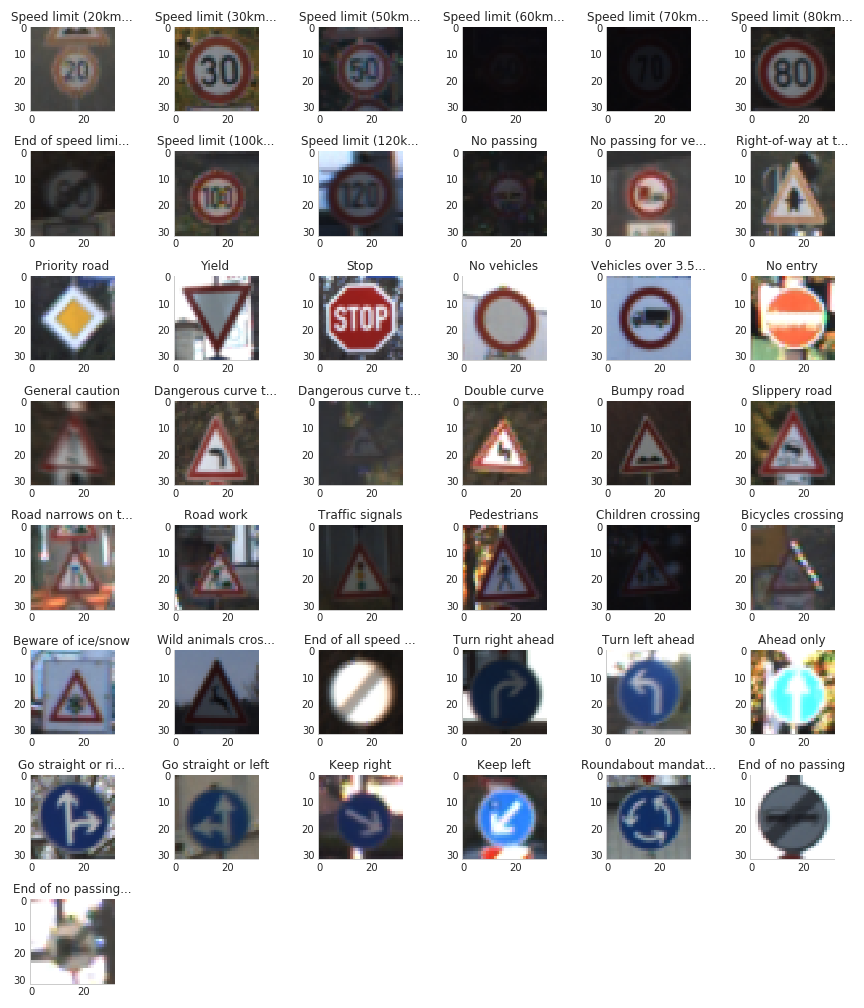 Speed limit (20km... Speed limit (30km... Speed limit (50km... Speed limit (60km... Speed limit (70km... Speed limit (80km...
0 0 0 0 0 0
10 10 10 10 10 10
20 20 20 20 20 20
30 30 30 30 30 30
0 20 0 20 0 20 0 20 0 20 0 20
20 30 50 70 80
End of speed limi... Speed limit (100k... Speed limit (120k... No passing No passing for ve... Right-of-way at t...
0 0 0 0 0 0
10 10 10 10 10 10
20 20 20 20 20 20
30 30 30 30 30 30
0 20 0 20 0 20 0 20 0 20 0 20
80 100 120
Priority road Yield Stop No vehicles Vehicles over 3.5... No entry
0 0 0 0 0 0
10 10 10 10 10 10
20 20 20 20 20 20
30 30 30 30 30 30
0 20 0 20 0 20 0 20 0 20 0 20
STOP
General caution Dangerous curve t... Dangerous curve t... Double curve Bumpy road Slippery road
0 0 0 0 0 0
10 10 10 10 10 10
20 20 20 20 20 20
30 30 30 30 30 30
0 20 0 20 0 20 0 20 0 20 0 20
Road narrows on t... Road work Traffic signals Pedestrians Children crossing Bicycles crossing
0 0 0 0 0 0
10 10 10 10 10 10
20 20 20 20 20 20
30 30 30 30 30 30
0 20 0 20 0 20 0 20 0 20 0 20
Beware of ice/snow Wild animals cros... End of all speed ... Turn right ahead Turn left ahead Ahead only
0 0 0 0 0 0
10 10 10 10 10 10
20 20 20 20 20 20
30 30 30 30 30 30
0 20 0 20 0 20 0 20 0 20 0 20
Go straight or ri... Go straight or left Keep right Keep left Roundabout mandat... End of no passing
0 0 0 0 0 0
10 10 10 10 10 10
20 20 20 20 20 20
30 30 30 30 30 30
0 20 0 20 0 20 0 20 0 20 0 20
End of no passing...
0
10
20
30
0 20